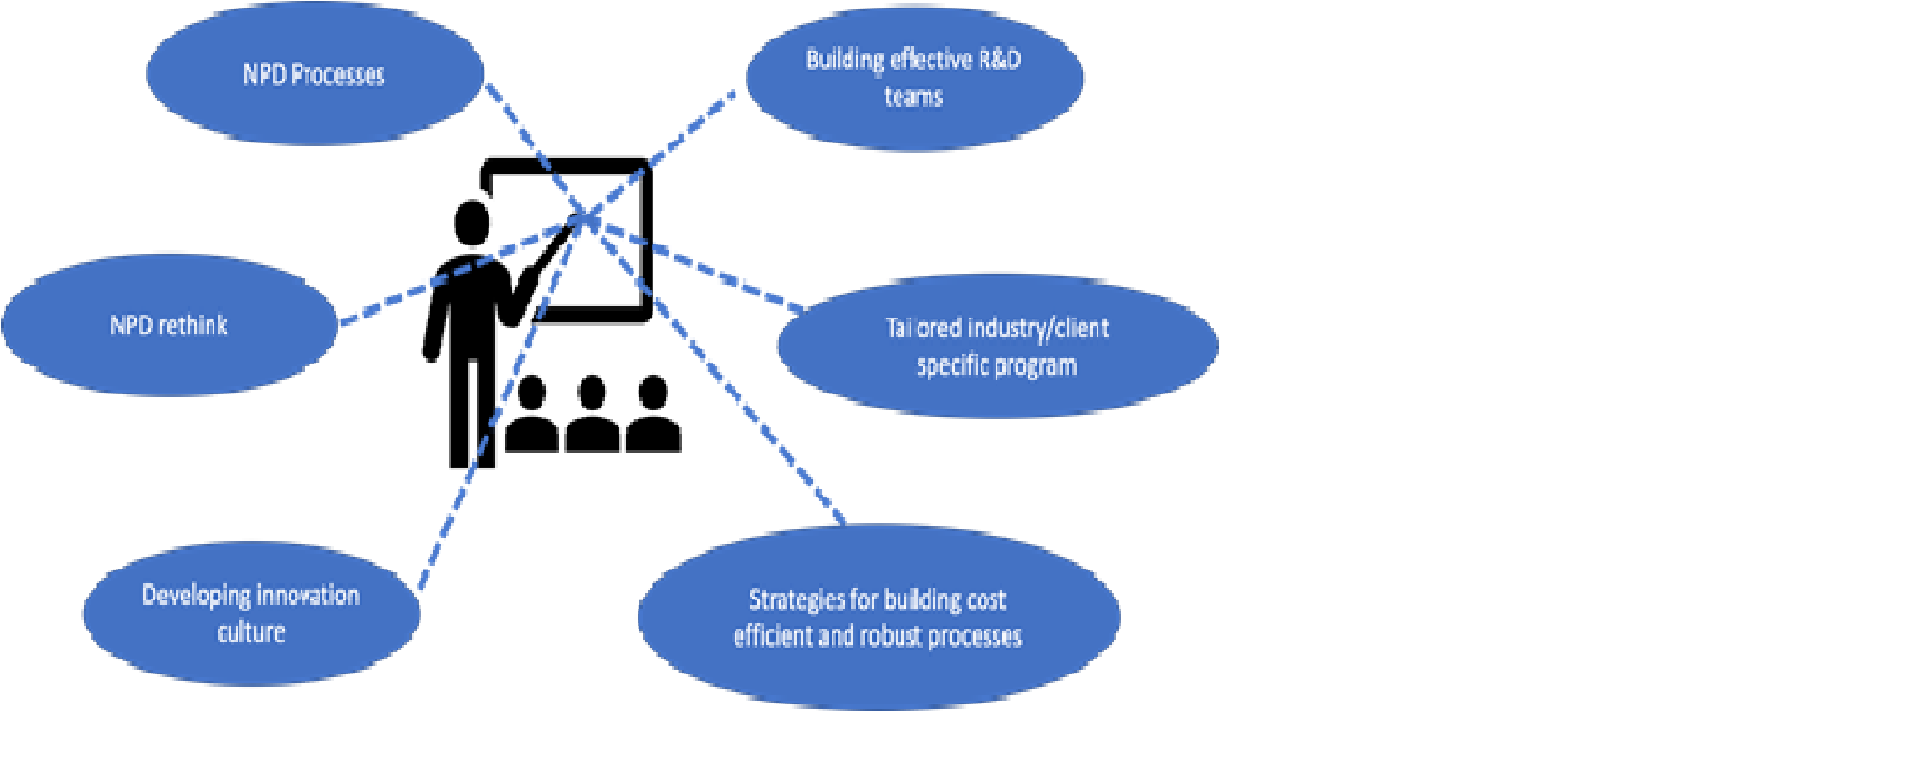 NPD Processes
Building effective R&D
teams
NPD rethink
Tailored industry/client
specific program
Developing innovation
culture
Strategies for building cost
efficient and robust processes